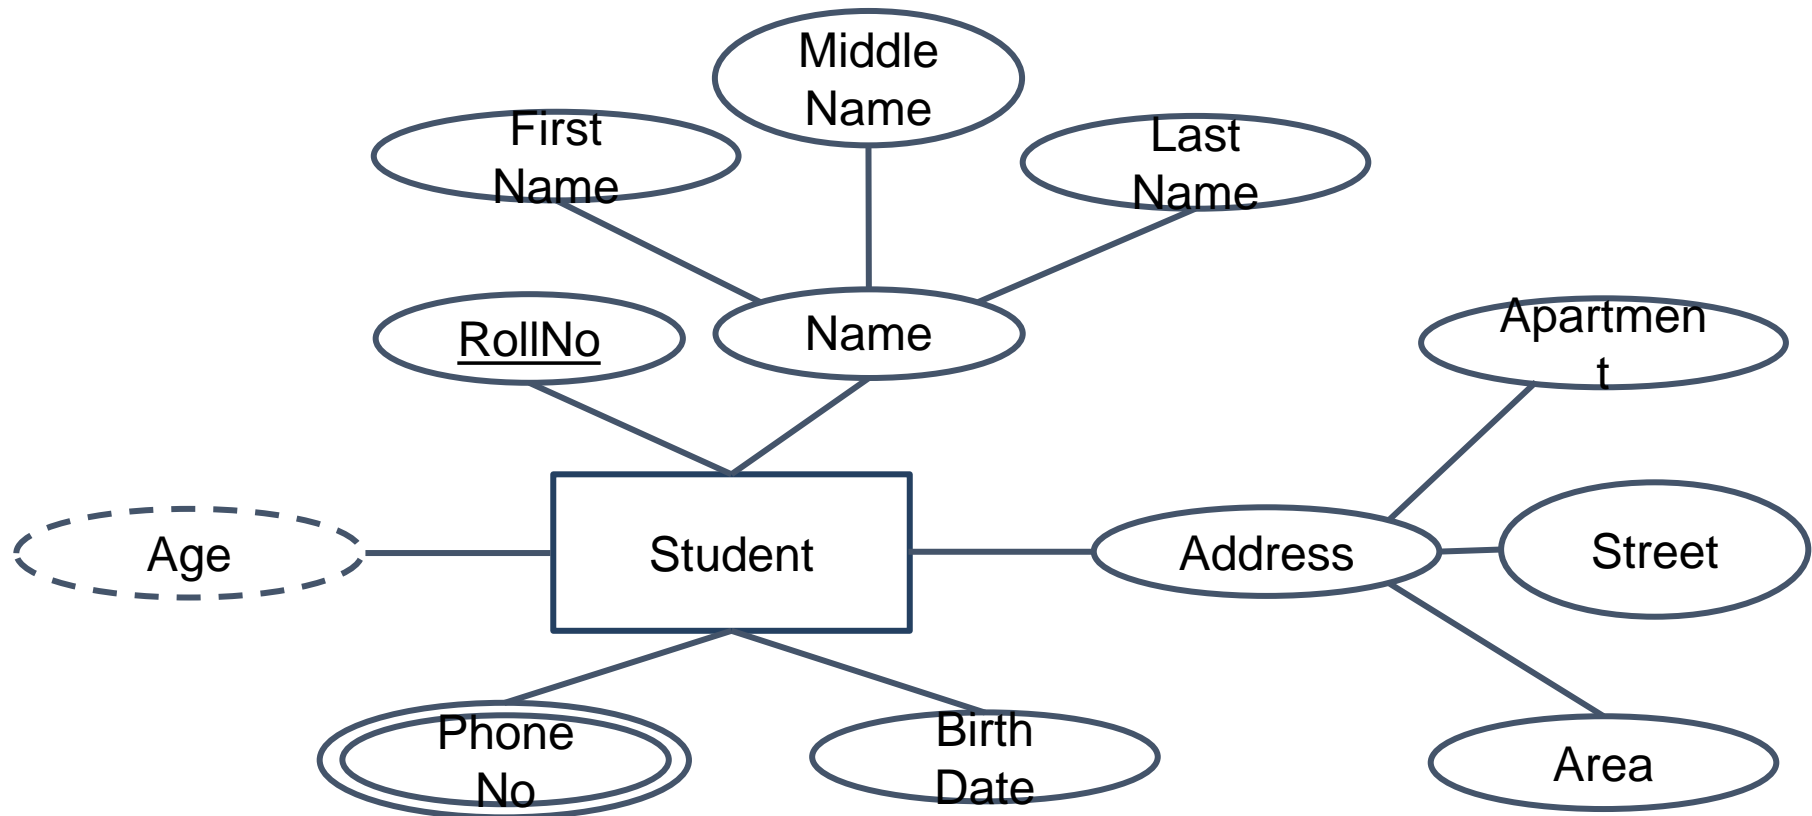 Middle
Name
First
Name
Last
Name
RollNo
Name
Apartmen
t
Age
Student
Address
Street
Phone
No
Birth
Date
Area